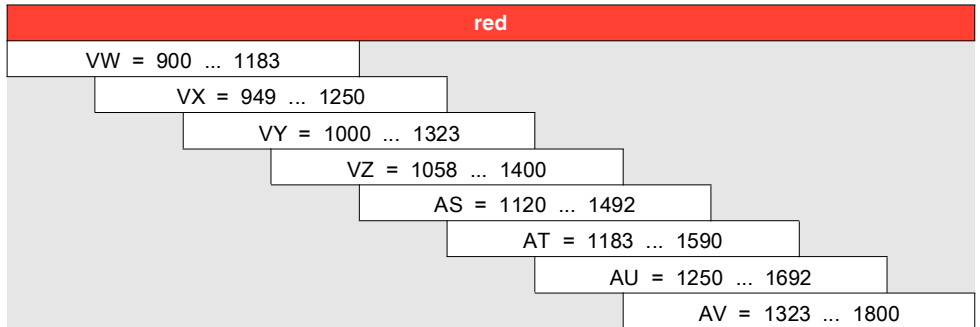 red
VW = 900 ... 1183
VX = 949 ... 1250
VY = 1000 ... 1323
VZ = 1058 ... 1400
AS = 1120 ... 1492
AT = 1183 ... 1590
AU = 1250 ... 1692
AV = 1323 ... 1800